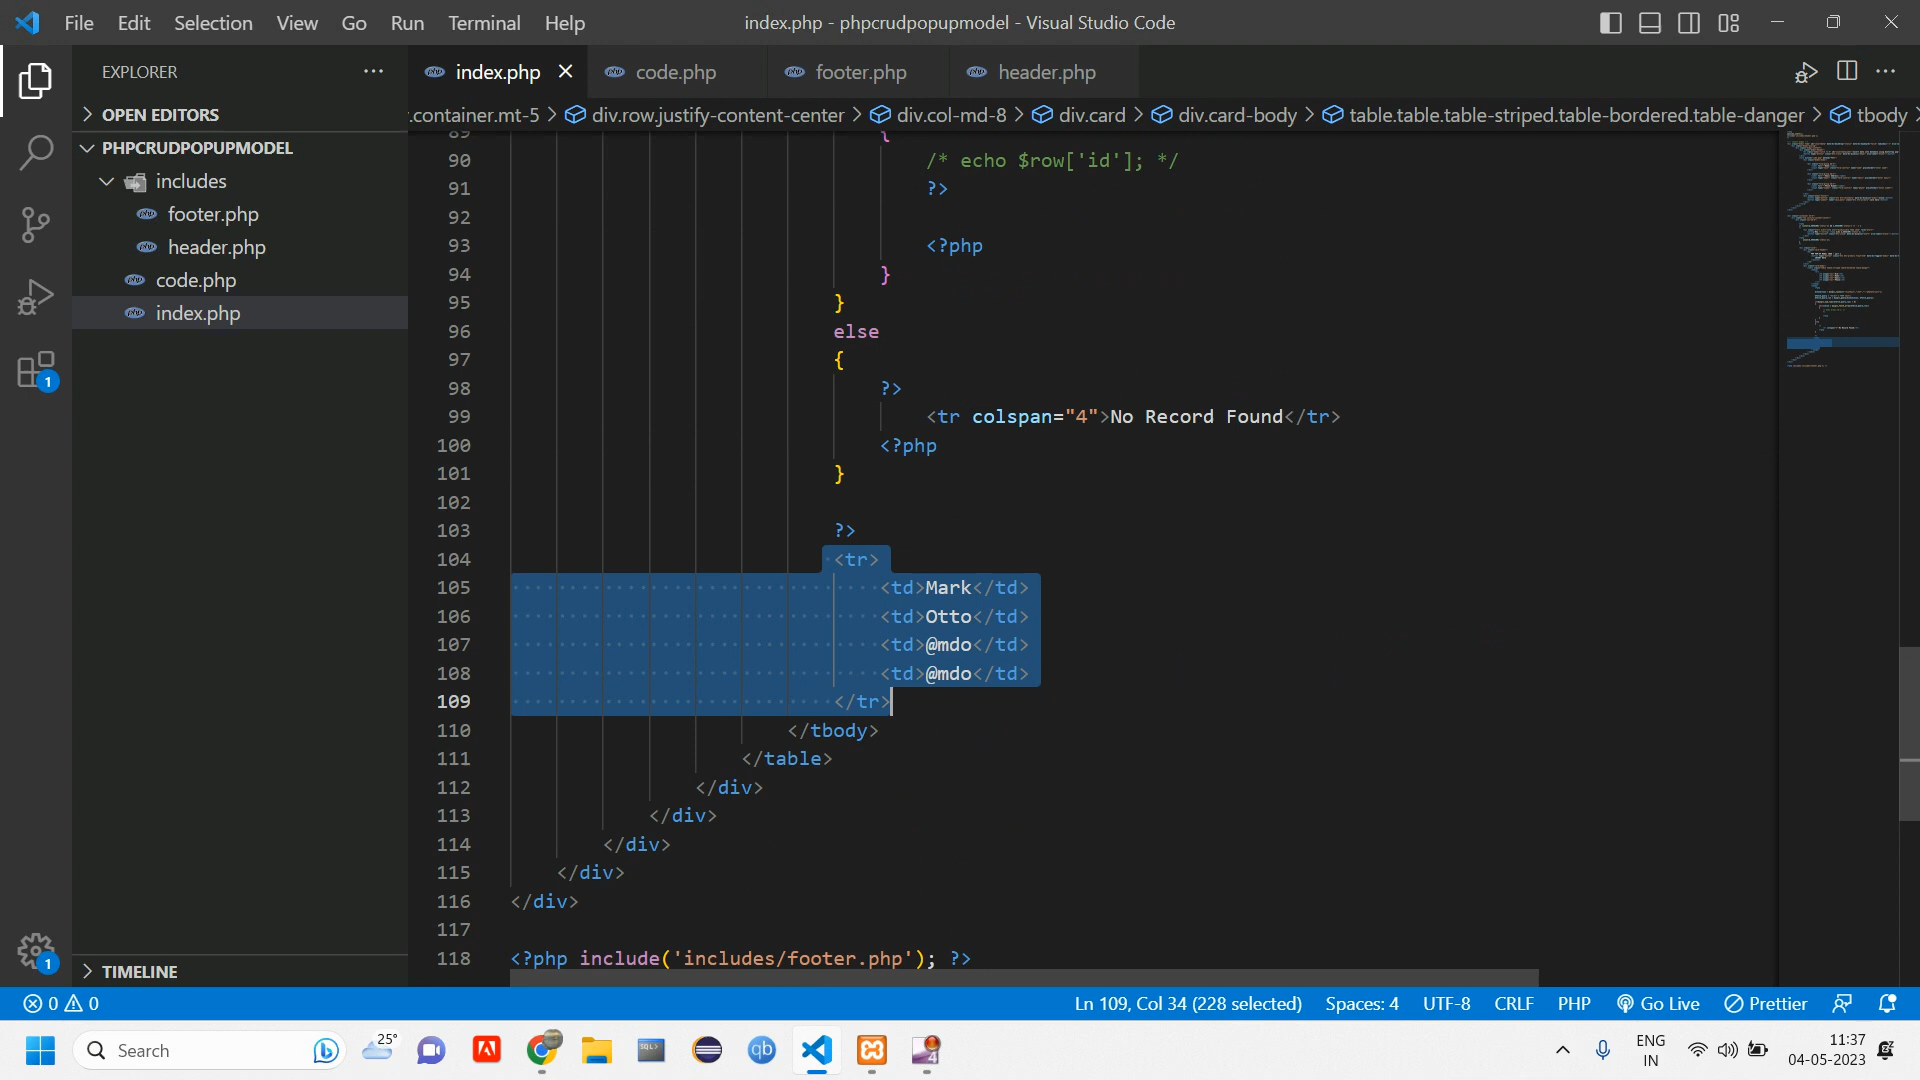 File Edit Selection View Go Run Terminal Help
index.php - phpcrudpopupmodel - Visual Studio Code
EXPLORER
index.php
code.php
footer.php
header.php
OPEN EDITORS
.container.mt-5 > div.row.justify-content-center > div.col-md-8 > div.card > div.card-body > table.table.table-striped.table-bordered.table-danger > tbody >
PHPCRUDPOPUPMODEL
includes
footer.php
header.php
code.php
index.php
89 {
90 /* echo $row['id']; */
91 ?>
92
93 <?php
94 }
95 }
96 else
97 {
98 ?>
99 <tr colspan="4">No Record Found</tr>
100 <?php
101 }
102
103 ?>
104 <tr>
105 <td>Mark</td>
106 <td>Otto</td>
107 <td>@mdo</td>
108 <td>@mdo</td>
109 </tr>
110 </tbody>
111 </table>
112 </div>
113 </div>
114 </div>
115 </div>
116 </div>
117
118 <?php include('includes/footer.php'); ?>
1
1
TIMELINE
0 0
Ln 109, Col 34 (228 selected) Spaces: 4 UTF-8 CRLF PHP Go Live Prettier
Search
25°
SQL>
qb
4
ENG
IN
11:37
04-05-2023